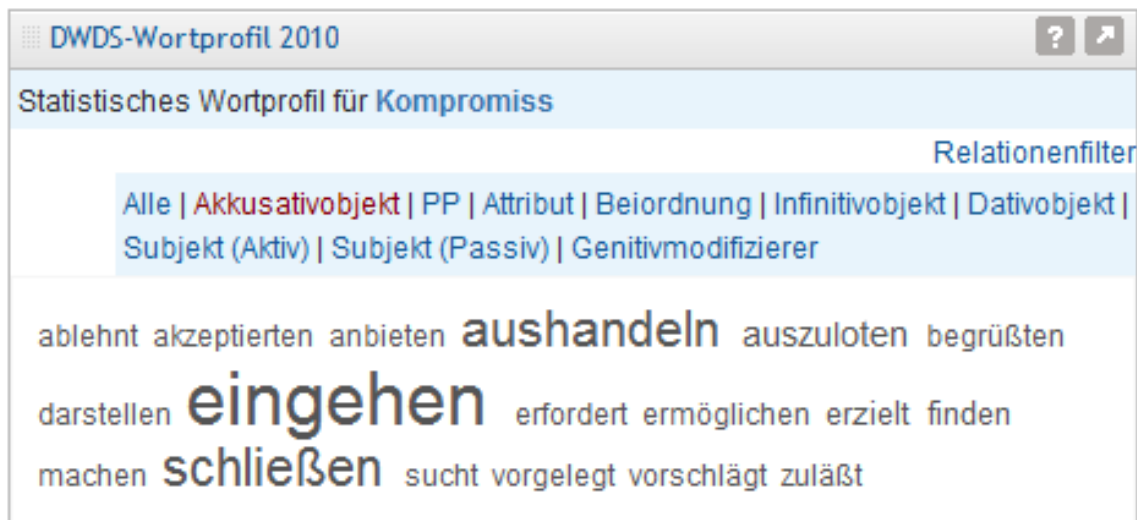 DWDS-Wortprofil 2010 ?
Statistisches Wortprofil für Kompromiss
Relationenfilter
Alle | Akkusativobjekt | PP | Attribut | Beiordnung | Infinitivobjekt | Dativobjekt |
Subjekt (Aktiv) | Subjekt (Passiv) | Genitivmodifizierer
ablehnt akzeptierten anbieten aushandeln auszuloten begrüßten
darstellen eingehen erfordert ermöglichen erzielt finden
machen schließen sucht vorgelegt vorschlägt zuläßt